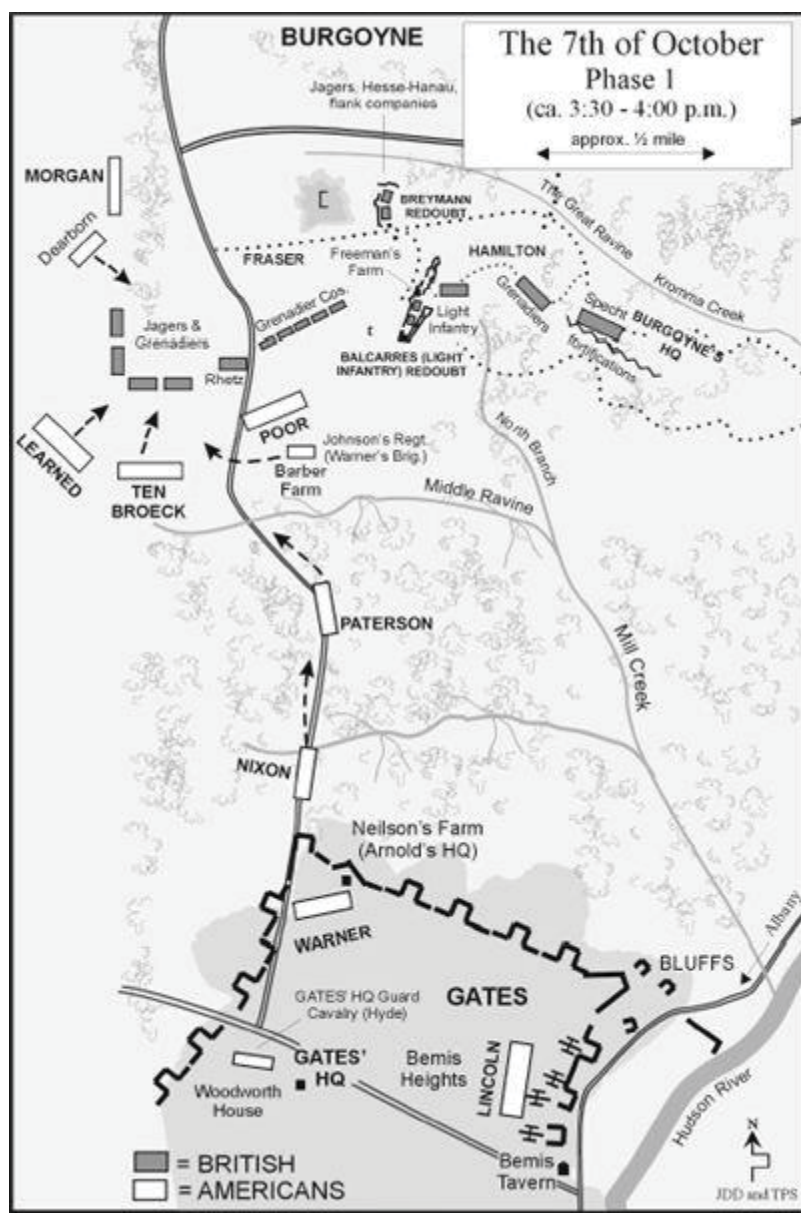 BURGOYNE
The 7th of October
Phase 1
(ca. 3:30 - 4:00 p.m.)
approx. ½ mile
Jagers, Hesse-Hanau,
flank companies
MORGAN
Dearborn
BREYMANN
REDOUBT
The Great Ravine
Kromma Creek
FRASER
Freeman's
Farm
HAMILTON
Grenadier Cos.
Light
Infantry
Grenadiers
Specht
BURGOYNE'S
HQ
fortifications
Jagers &
Grenadiers
t
BALCARRES (LIGHT
INFANTRY) REDOUBT
Rhetz
POOR
Johnson's Regt.
(Warner's Brig.)
Barber
Farm
North Branch
LEARNED
TEN
BROECK
Middle Ravine
PATERSON
Mill Creek
NIXON
Neilson's Farm
(Arnold's HQ)
WARNER
Albany
BLUFFS
GATES' HQ Guard
Cavalry (Hyde)
GATES
GATES'
HQ
Bemis
Heights
LINCOLN
Woodworth
House
Hudson River
Bemis
Tavern
N
= BRITISH
= AMERICANS
JDD and TPS